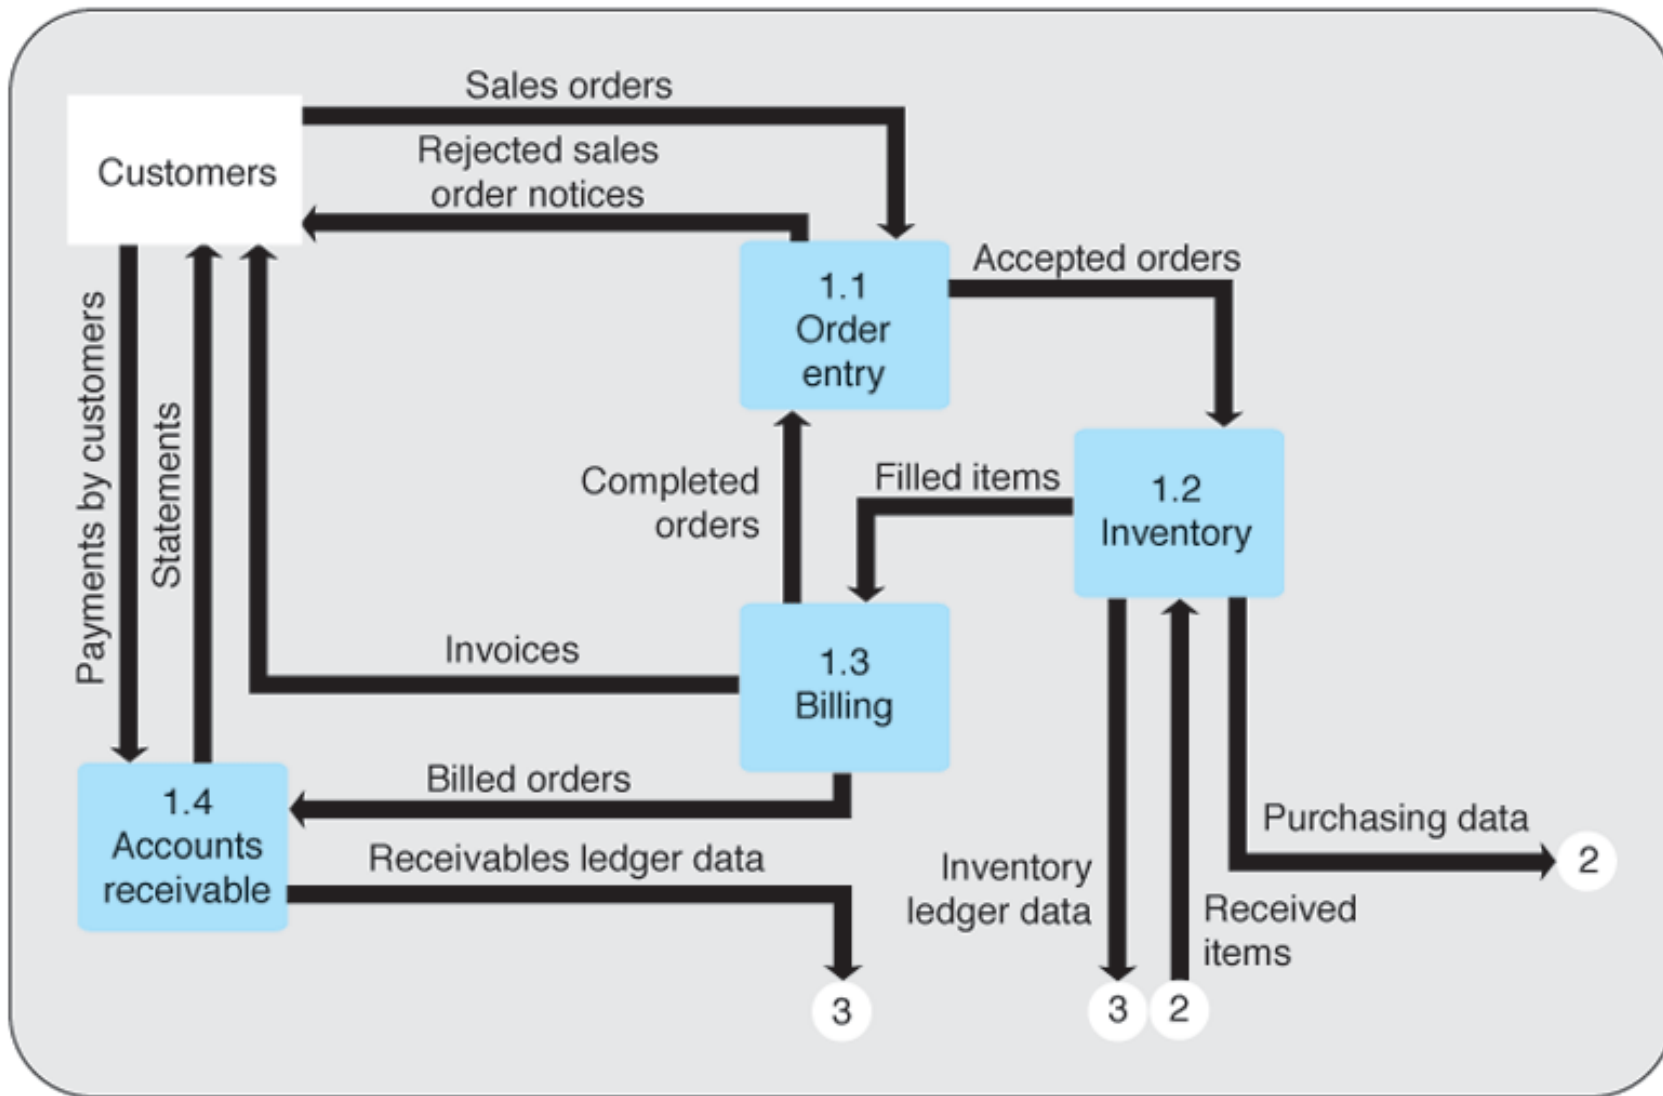 Sales orders
Customers
Rejected sales
order notices
Accepted orders
1.1
Order
entry
Payments by customers
Statements
Completed
orders
Filled items
1.2
Inventory
Invoices
1.3
Billing
Billed orders
1.4
Accounts
receivable
Receivables ledger data
Purchasing data
2
Inventory
ledger data
Received
items
3
3
2